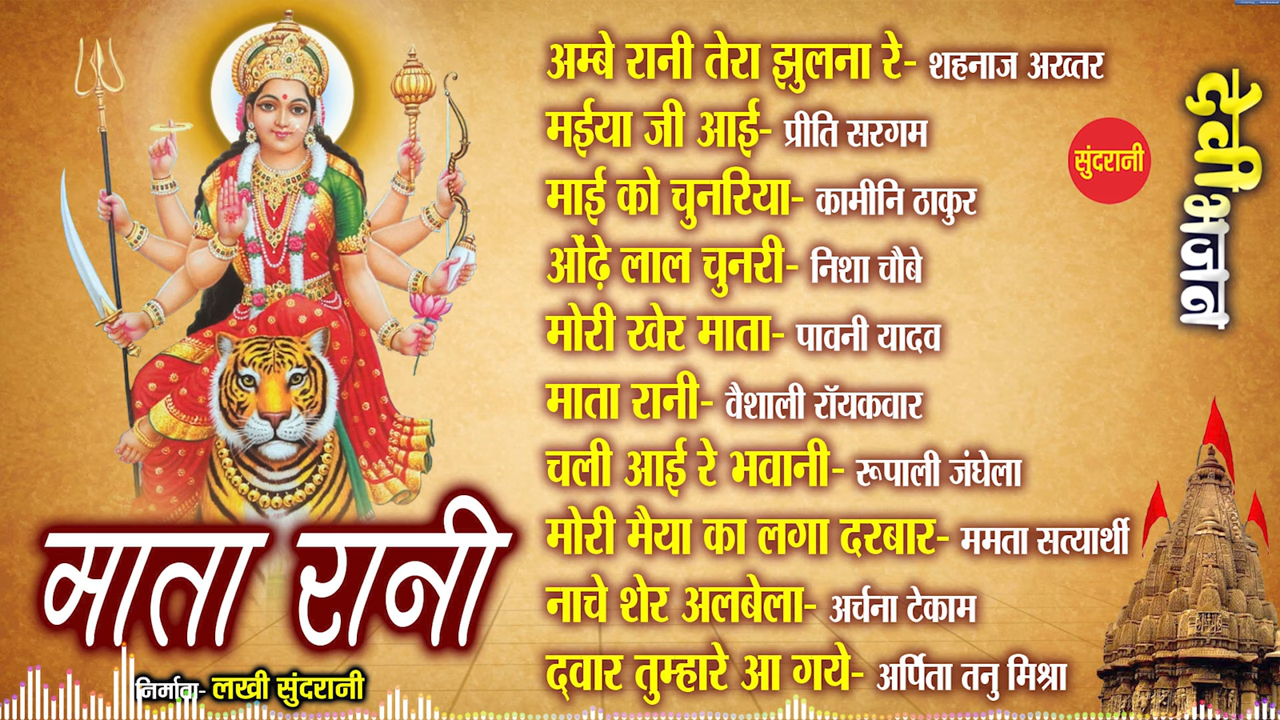 अम्बे रानी तेरा झुलना रे- शहनाज अख्तर
मईया जी आई- प्रीति सरगम
माई को चुनरिया- कामीनि ठाकुर
ओंढ़े लाल चुनरी- निशा चौबे
मोरी खेर माता- पावनी यादव
माता रानी- वैशाली रॉयकवार
चली आई रे भवानी- रूपाली जंघेला
मोरी मैया का लगा दरबार- ममता सत्यार्थी
नाचे शेर अलबेला- अर्चना टेकाम
द्वार तुम्हारे आ गये- अर्पिता तनु मिश्रा
सुंदरानी
देवी भजन
माता रानी
निर्माता- लखी सुंदरानी